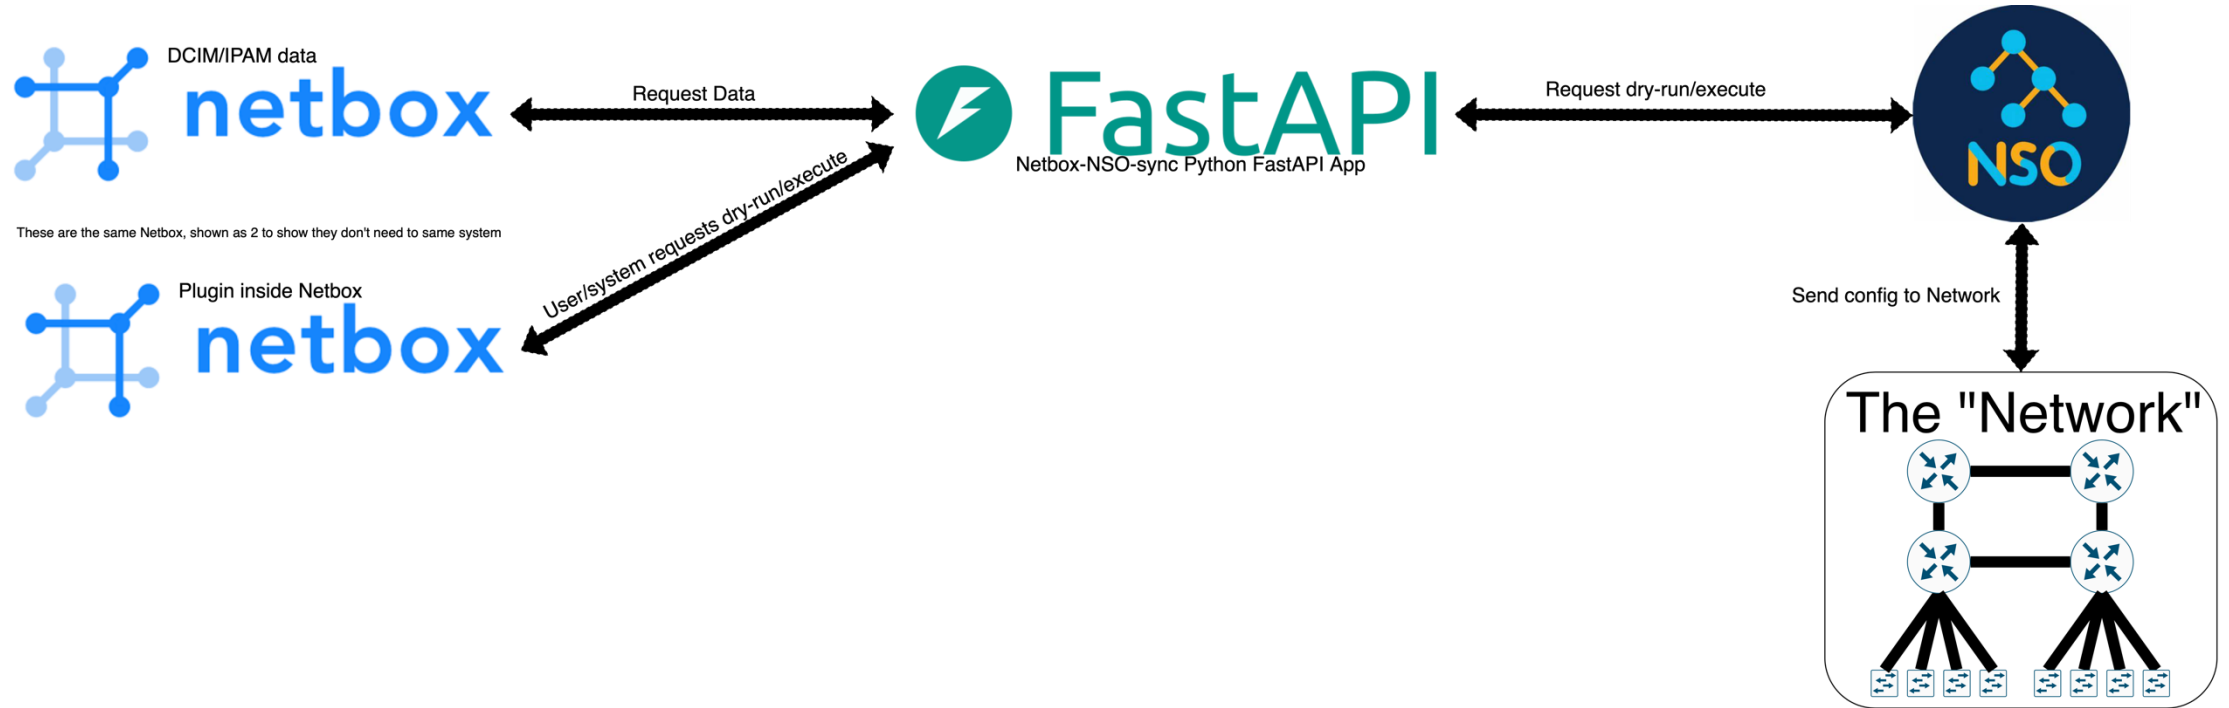 DCIM/IPAM data
netbox
Request Data
FastAPI
Netbox-NSO-sync Python FastAPI App
Request dry-run/execute
NSO
User/system requests dry-run/execute
These are the same Netbox, shown as 2 to show they don't need to same system
Plugin inside Netbox
netbox
Send config to Network
The "Network"